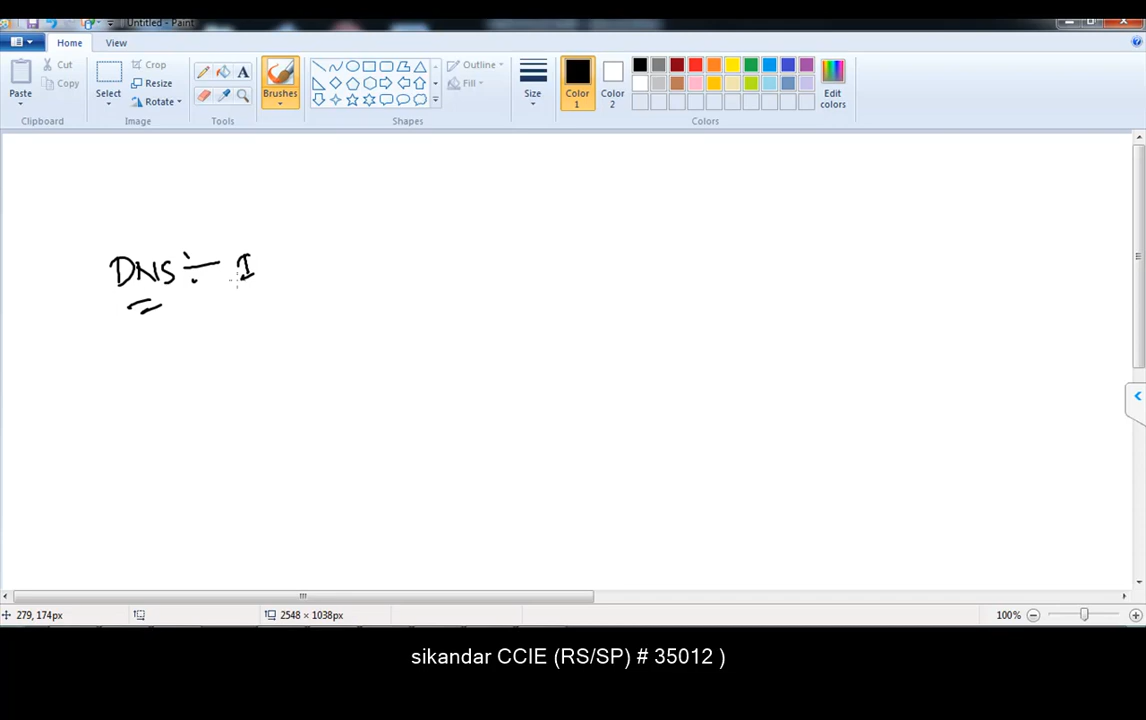 Untitled - Paint
Home View
Cut
Copy
Paste
Clipboard
Crop
Resize
Rotate
Select
Image
Tools
Brushes
Shapes
Outline
Fill
Size
Color 1
Color 2
Edit colors
Colors
DNS :- I
279, 174px
2548 × 1038px
100%
sikandar CCIE (RS/SP) # 35012 )